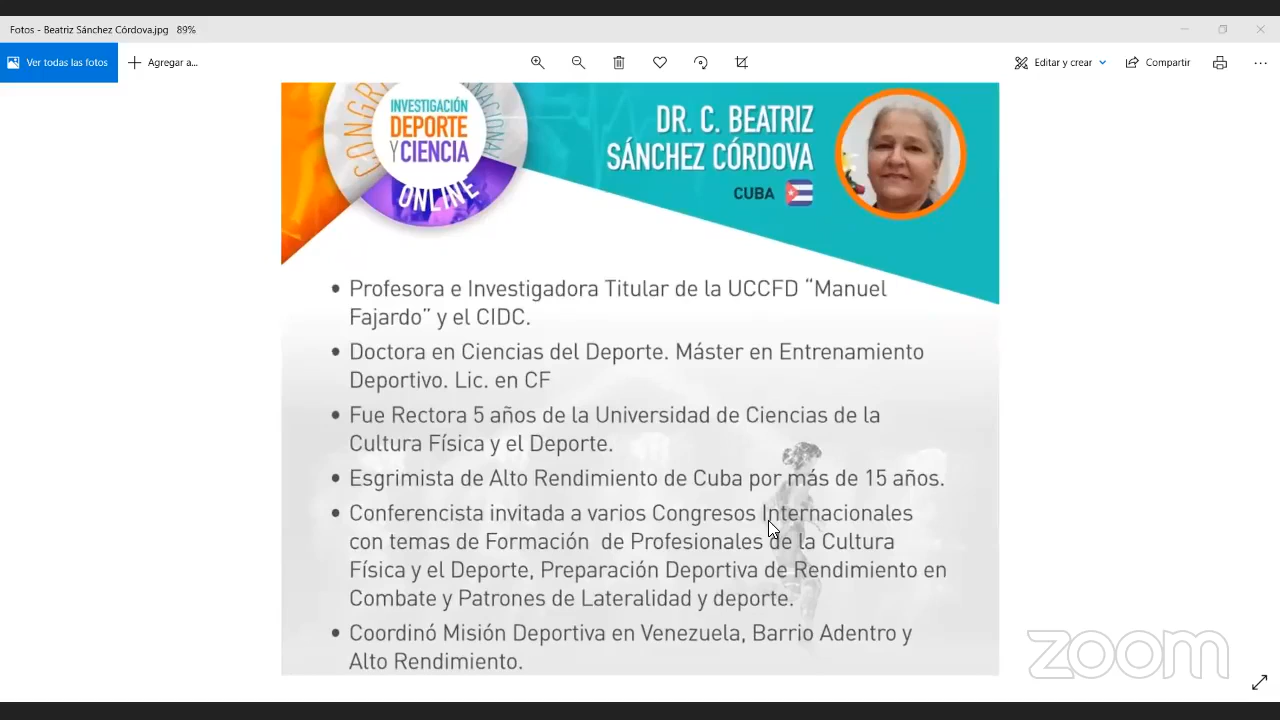 Fotos - Beatriz Sánchez Córdova.jpg 89%
Ver todas las fotos
Agregar a...
Editar y crear
Compartir
CONGR
NACIONAL
INVESTIGACIÓN
DEPORTE
Y CIENCIA
ONLINE
DR. C. BEATRIZ
SÁNCHEZ CÓRDOVA
CUBA
• Profesora e Investigadora Titular de la UCCFD “Manuel
Fajardo” y el CIDC.
• Doctora en Ciencias del Deporte. Máster en Entrenamiento
Deportivo. Lic. en CF
• Fue Rectora 5 años de la Universidad de Ciencias de la
Cultura Física y el Deporte.
• Esgrimista de Alto Rendimiento de Cuba por más de 15 años.
• Conferencista invitada a varios Congresos Internacionales
con temas de Formación de Profesionales de la Cultura
Física y el Deporte, Preparación Deportiva de Rendimiento en
Combate y Patrones de Lateralidad y deporte.
• Coordinó Misión Deportiva en Venezuela, Barrio Adentro y
Alto Rendimiento.
zoom